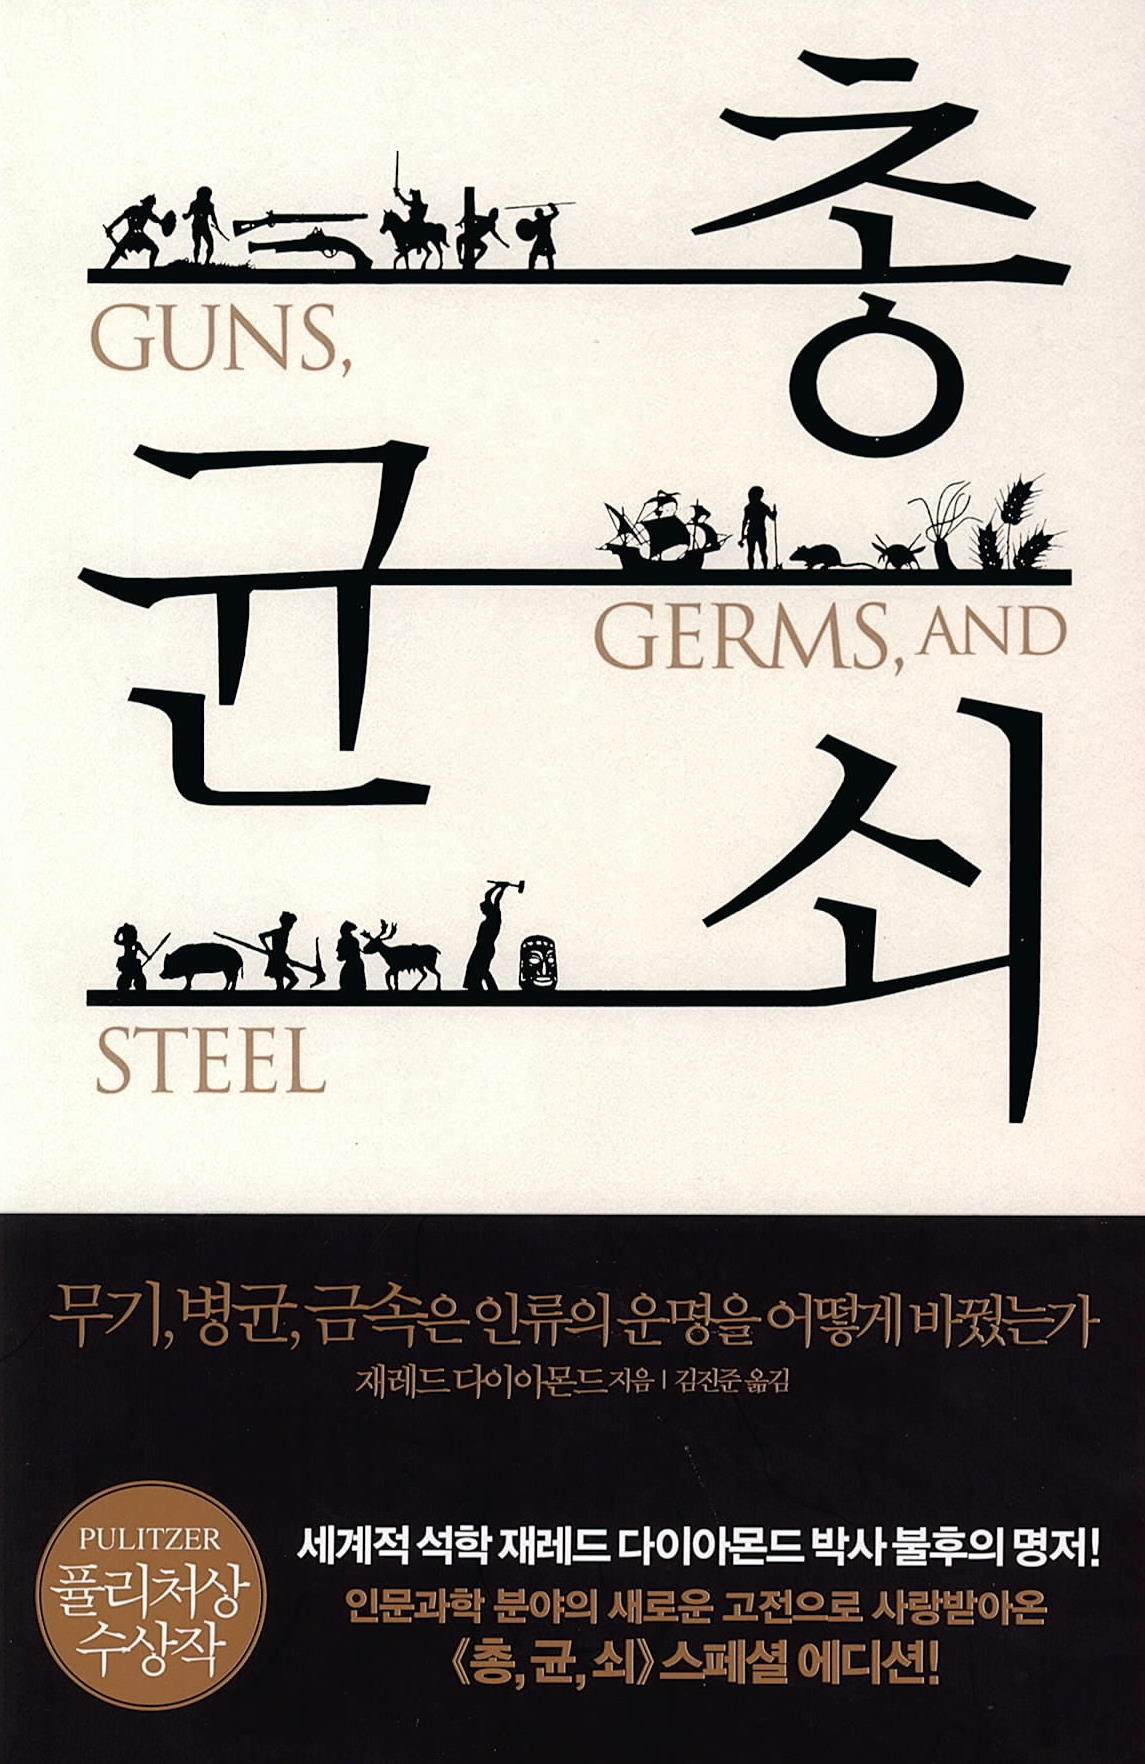 총
GUNS,
균
GERMS, AND
쇠
STEEL
무기, 병균, 금속은 인류의 운명을 어떻게 바꿨는가
재레드 다이아몬드 지음 | 김진준 옮김
PULITZER
퓰리처상
수상작
세계적 석학 재레드 다이아몬드 박사 불후의 명저!
인문과학 분야의 새로운 고전으로 사랑받아온
《총, 균, 쇠》 스페셜 에디션!